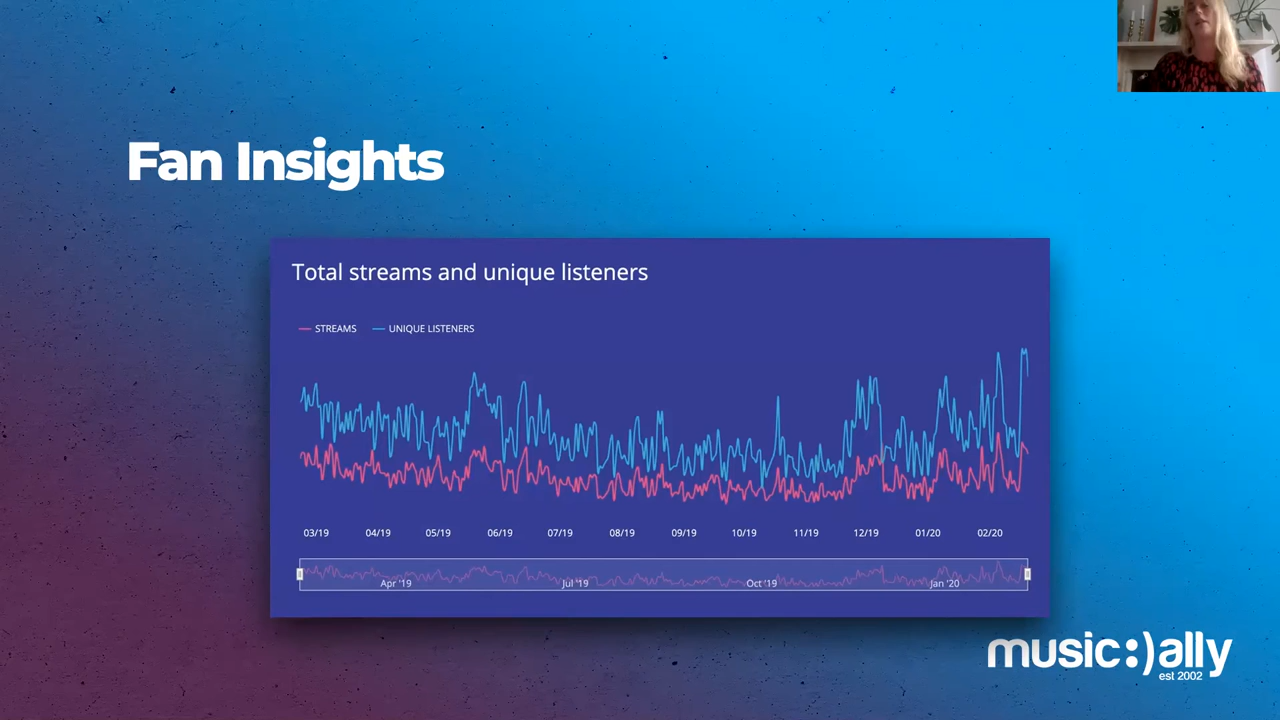 Fan Insights
Total streams and unique listeners
STREAMS UNIQUE LISTENERS
03/19 04/19 05/19 06/19 07/19 08/19 09/19 10/19 11/19 12/19 01/20 02/20
Apr '19 Jul '19 Oct '19 Jan '20
music:)ally
est 2002